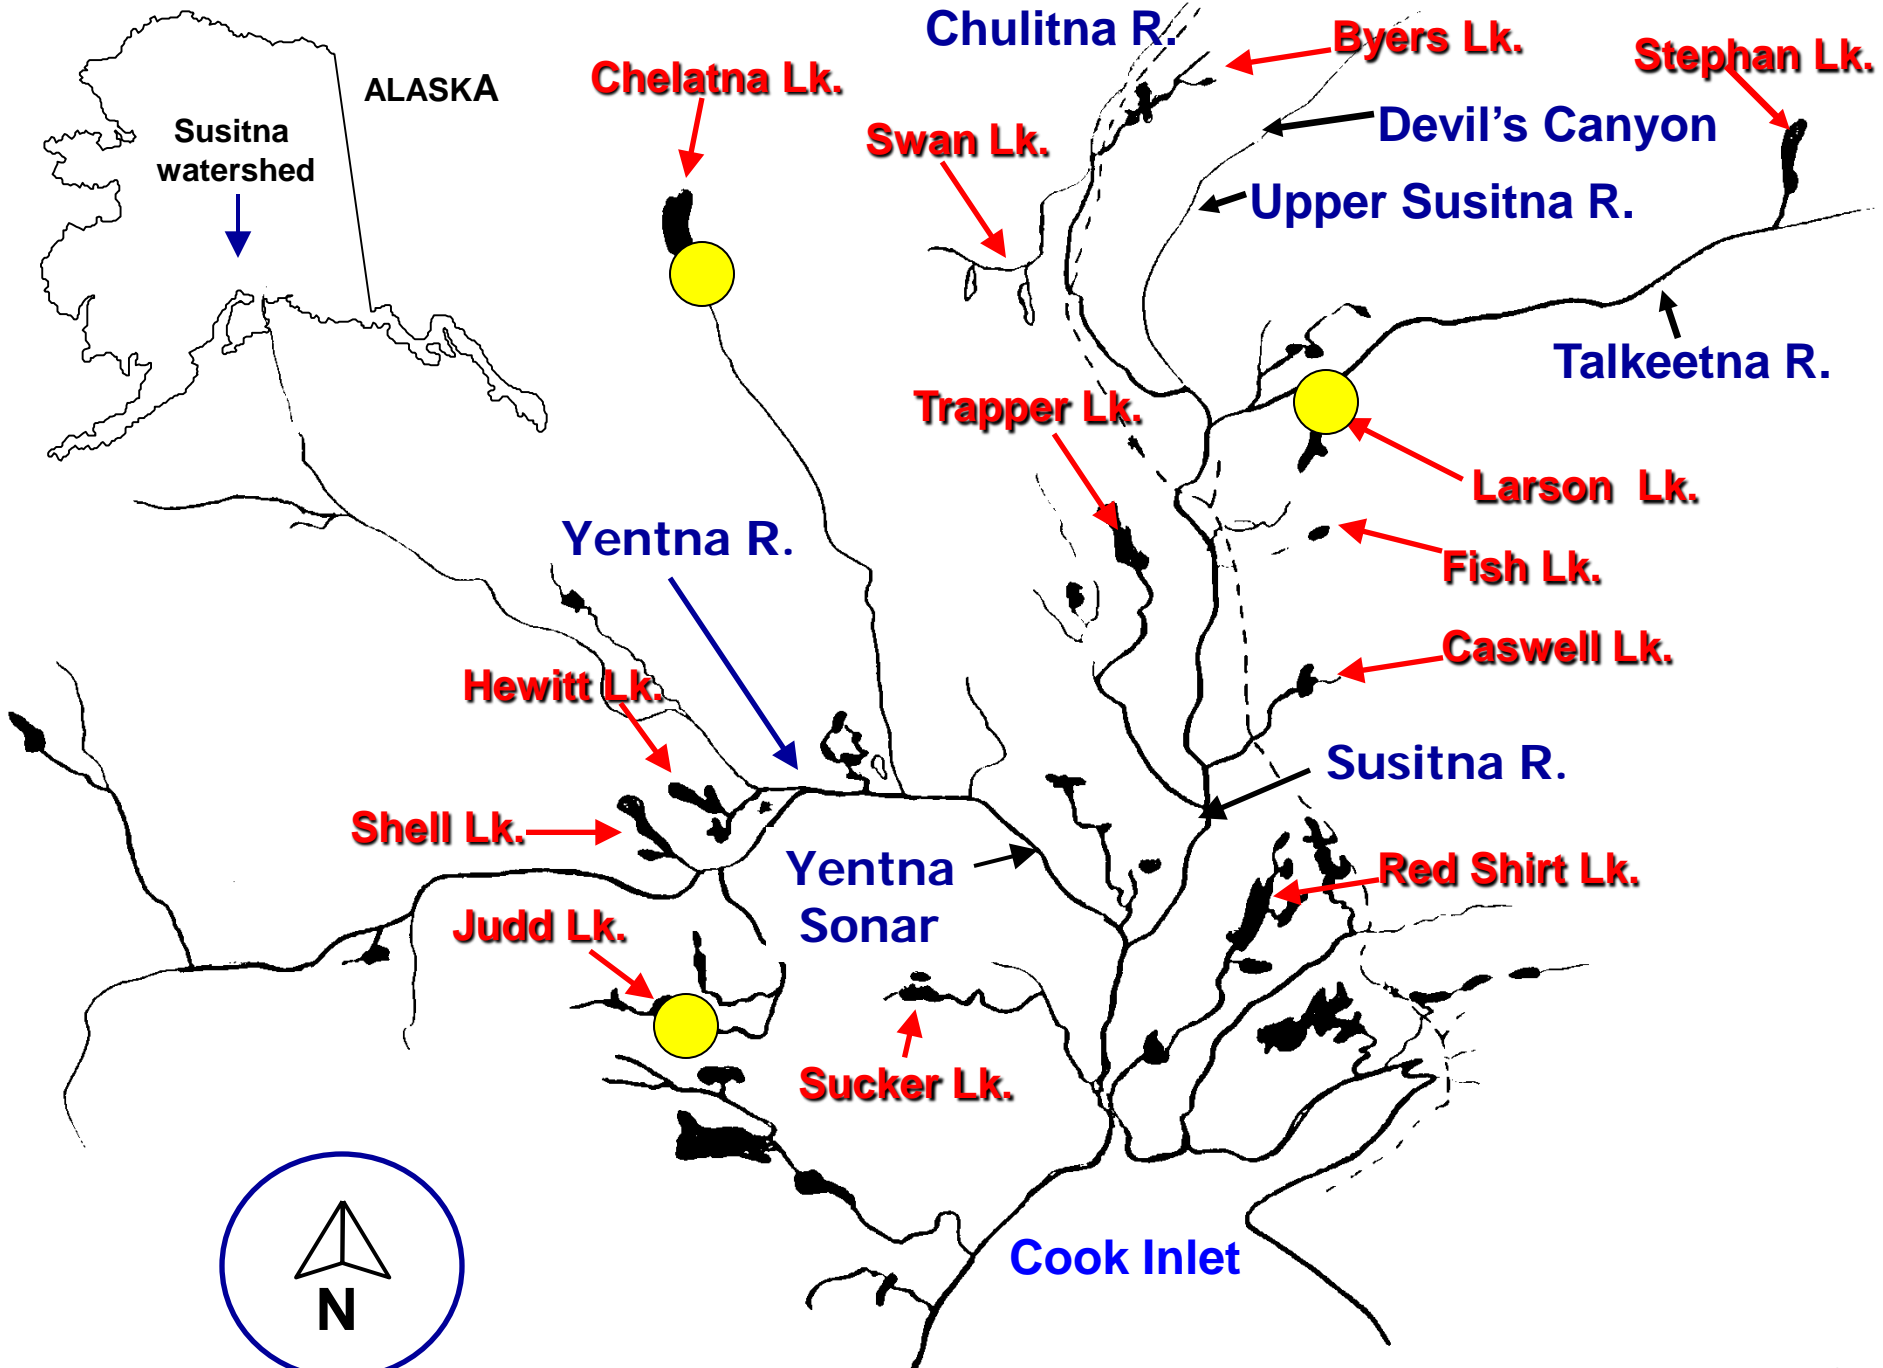 Chulitna R.
Byers Lk.
Stephan Lk.
ALASKA
Chelatna Lk.
Susitna
watershed
Swan Lk.
Devil's Canyon
Upper Susitna R.
Talkeetna R.
Trapper Lk.
Larson Lk.
Yentna R.
Fish Lk.
Caswell Lk.
Hewitt Lk.
Susitna R.
Shell Lk.
Yentna
Sonar
Red Shirt Lk.
Judd Lk.
Sucker Lk.
Cook Inlet
N